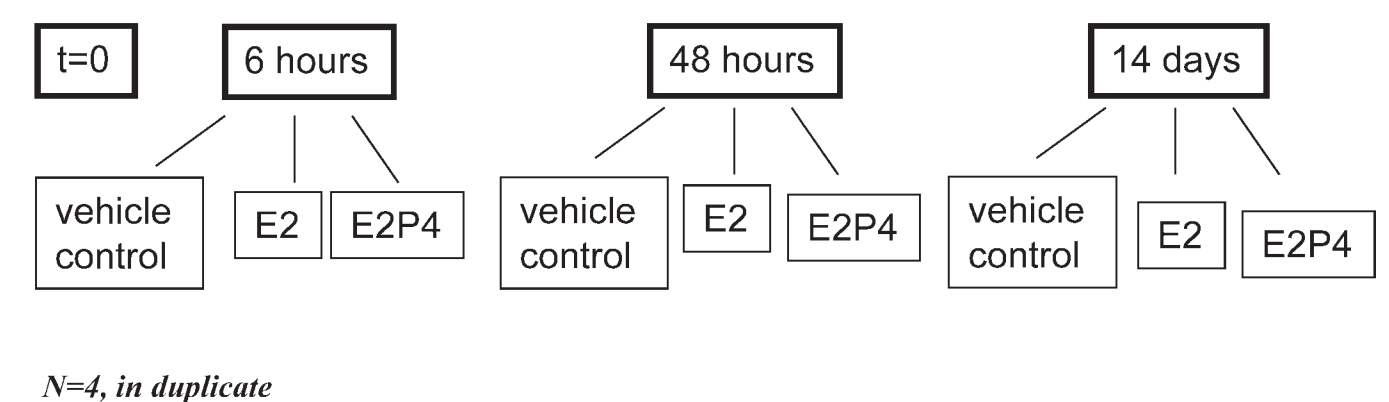 t=0
6 hours
48 hours
14 days
vehicle
control
E2
E2P4
vehicle
control
E2
E2P4
vehicle
control
E2
E2P4
N=4, in duplicate